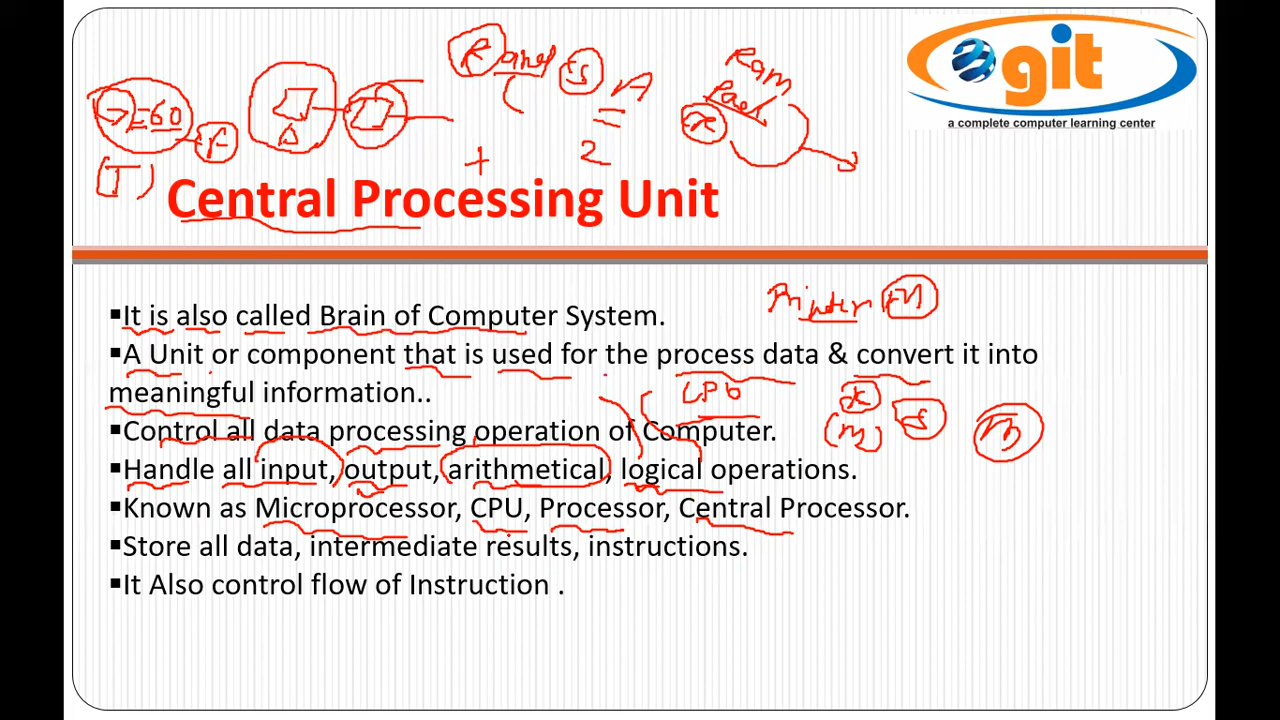 egit
a complete computer learning center
Ram
Central Processing Unit
Printer
▪It is also called Brain of Computer System.
▪A Unit or component that is used for the process data & convert it into
meaningful information..
▪Control all data processing operation of Computer.
▪Handle all input, output, arithmetical, logical operations.
▪Known as Microprocessor, CPU, Processor, Central Processor.
▪Store all data, intermediate results, instructions.
▪It Also control flow of Instruction .